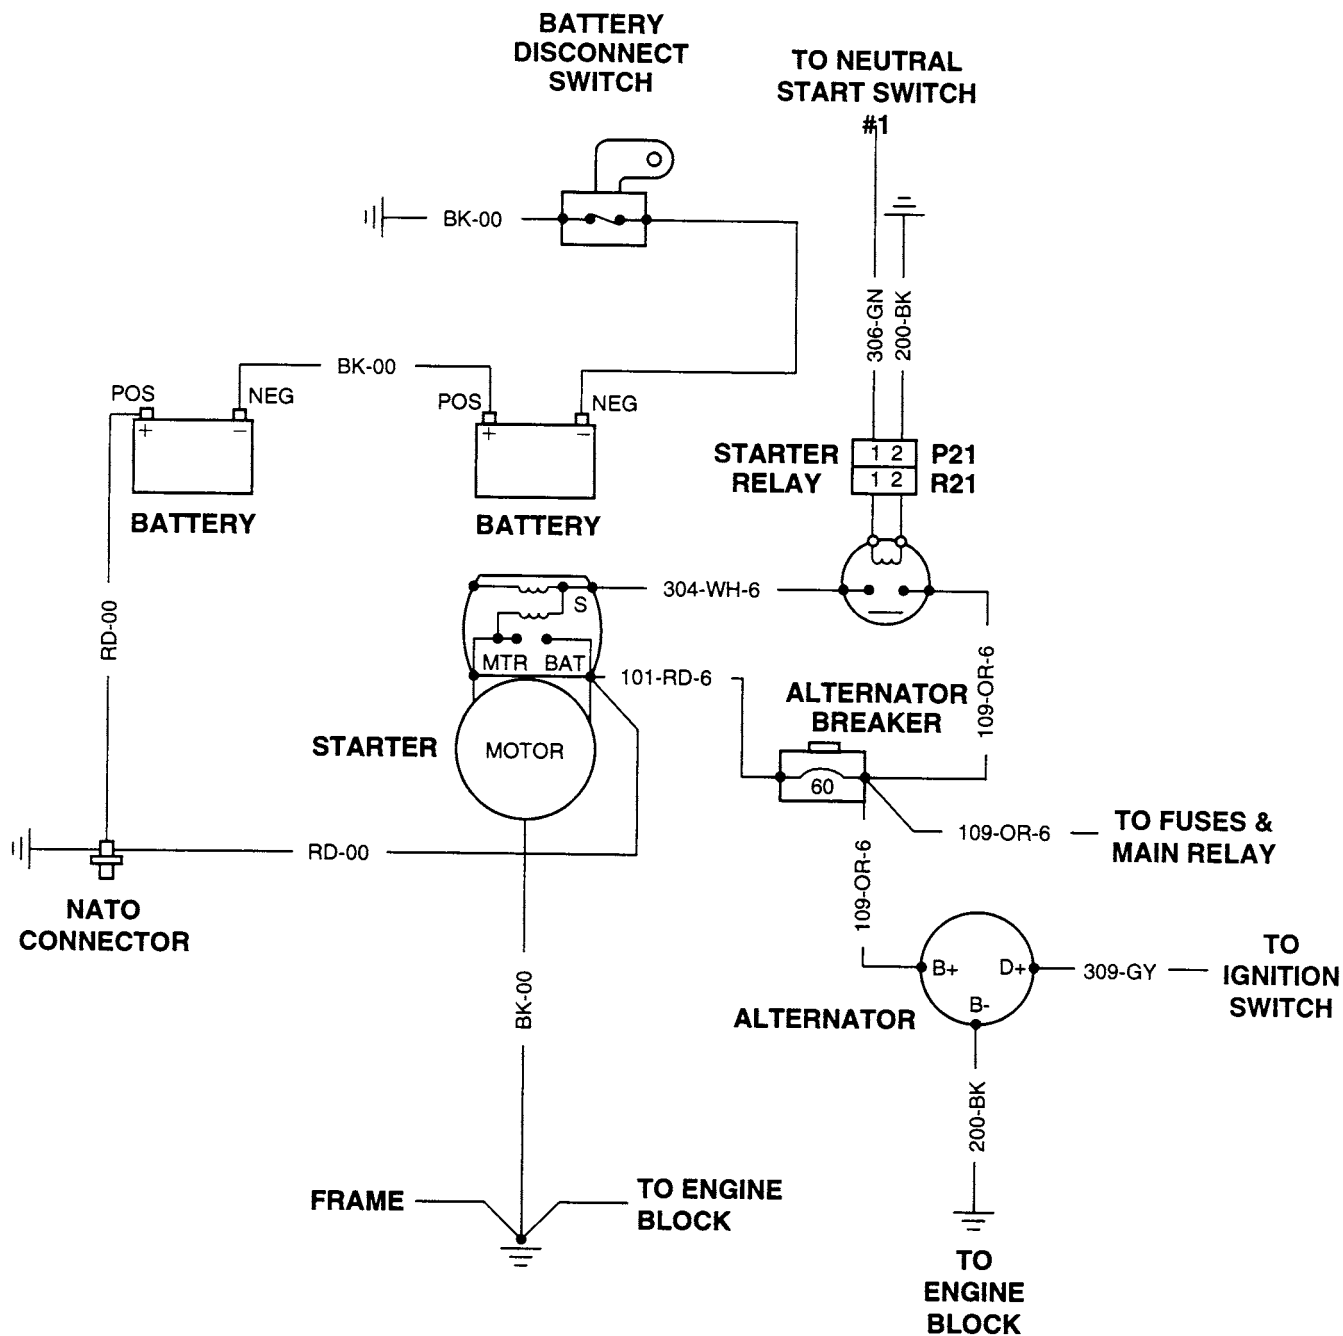 BATTERY
DISCONNECT
SWITCH
TO NEUTRAL
START SWITCH
#1
BK-00
306-GN
200-BK
BK-00
POS
NEG
POS
NEG
+ −
+ −
BATTERY
BATTERY
STARTER
RELAY
1 2
1 2
P21
R21
RD-00
304-WH-6
S
MTR BAT
101-RD-6
109-OR-6
ALTERNATOR
BREAKER
STARTER
MOTOR
60
109-OR-6
TO FUSES &
MAIN RELAY
RD-00
109-OR-6
NATO
CONNECTOR
B+
D+
B-
309-GY
TO
IGNITION
SWITCH
ALTERNATOR
BK-00
200-BK
FRAME
TO ENGINE
BLOCK
TO
ENGINE
BLOCK